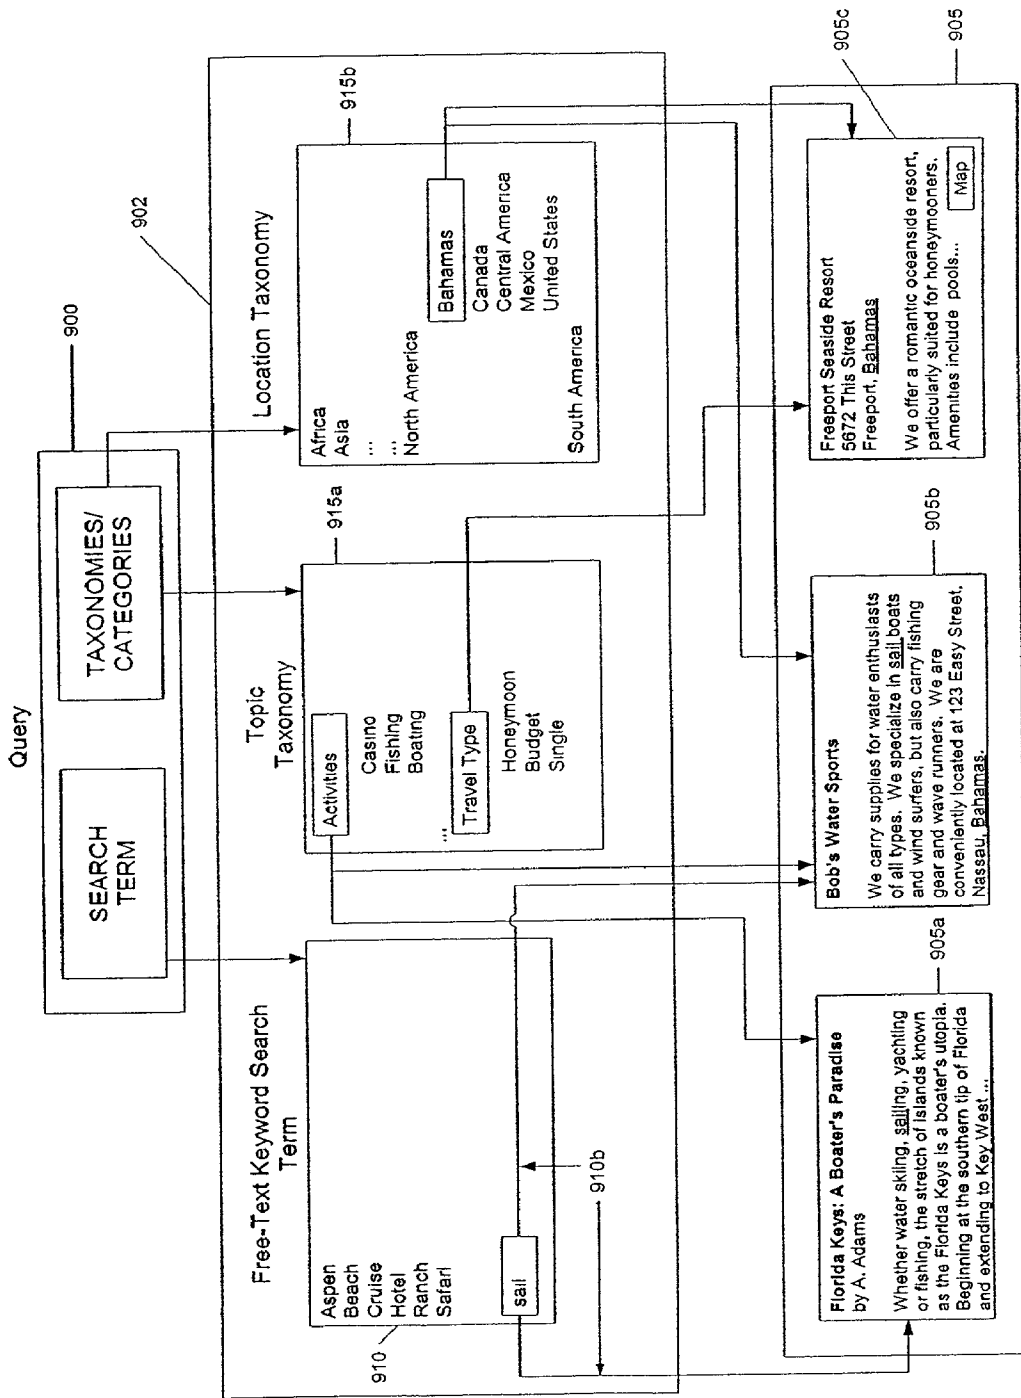 Query
900
SEARCH
TERM
TAXONOMIES/
CATEGORIES
902
Free-Text Keyword Search
Term
Aspen
Beach
Cruise
Hotel
Ranch
Safari
sail
910
910b
Topic
Taxonomy
915a
Activities
Casino
Fishing
Boating
...
Travel Type
Honeymoon
Budget
Single
Location Taxonomy
915b
Africa
Asia
...
...
North America
Bahamas
Canada
Central America
Mexico
United States
South America
905a
Florida Keys: A Boater's Paradise
by A. Adams
Whether water skiing, sailing, yachting
or fishing, the stretch of islands known
as the Florida Keys is a boater's utopia.
Beginning at the southern tip of Florida
and extending to Key West ...
905b
Bob's Water Sports
We carry supplies for water enthusiasts
of all types. We specialize in sail boats
and wind surfers, but also carry fishing
gear and wave runners. We are
conveniently located at 123 Easy Street,
Nassau, Bahamas.
905c
905
Freeport Seaside Resort
5672 This Street
Freeport, Bahamas
We offer a romantic oceanside resort,
particularly suited for honeymooners.
Amenities include pools...
Map